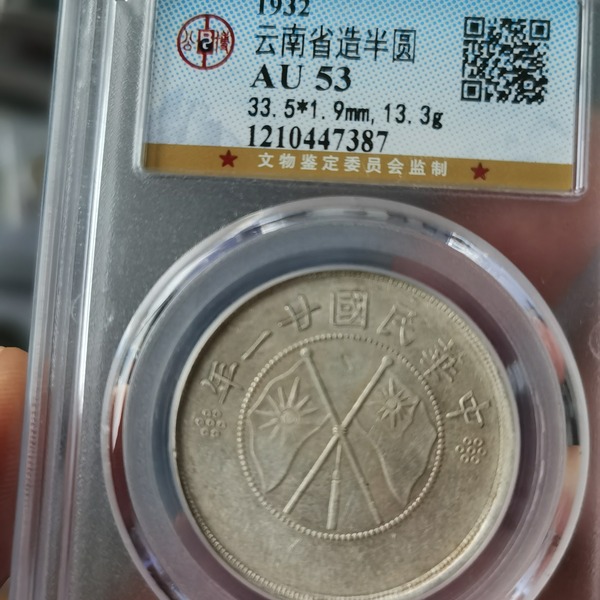 1932
云南省造半圆
AU 53
33.5*1.9mm,13.3g
1210447387
文物鉴定委员会监制
中華民國廿一年